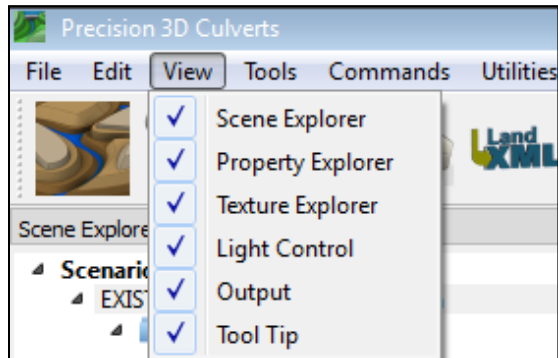 Precision 3D Culverts
File Edit View Tools Commands Utilities
Scene Explorer
Property Explorer
Texture Explorer
Light Control
Output
Tool Tip
Land
XML
Scene Explore
Scenario
EXIS